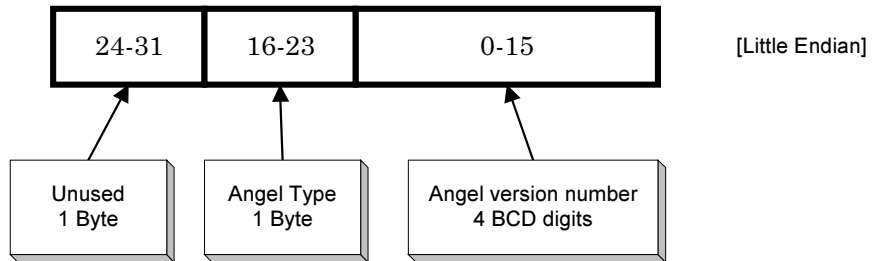 24-31 16-23 0-15 [Little Endian]
Unused
1 Byte
Angel Type
1 Byte
Angel version number
4 BCD digits